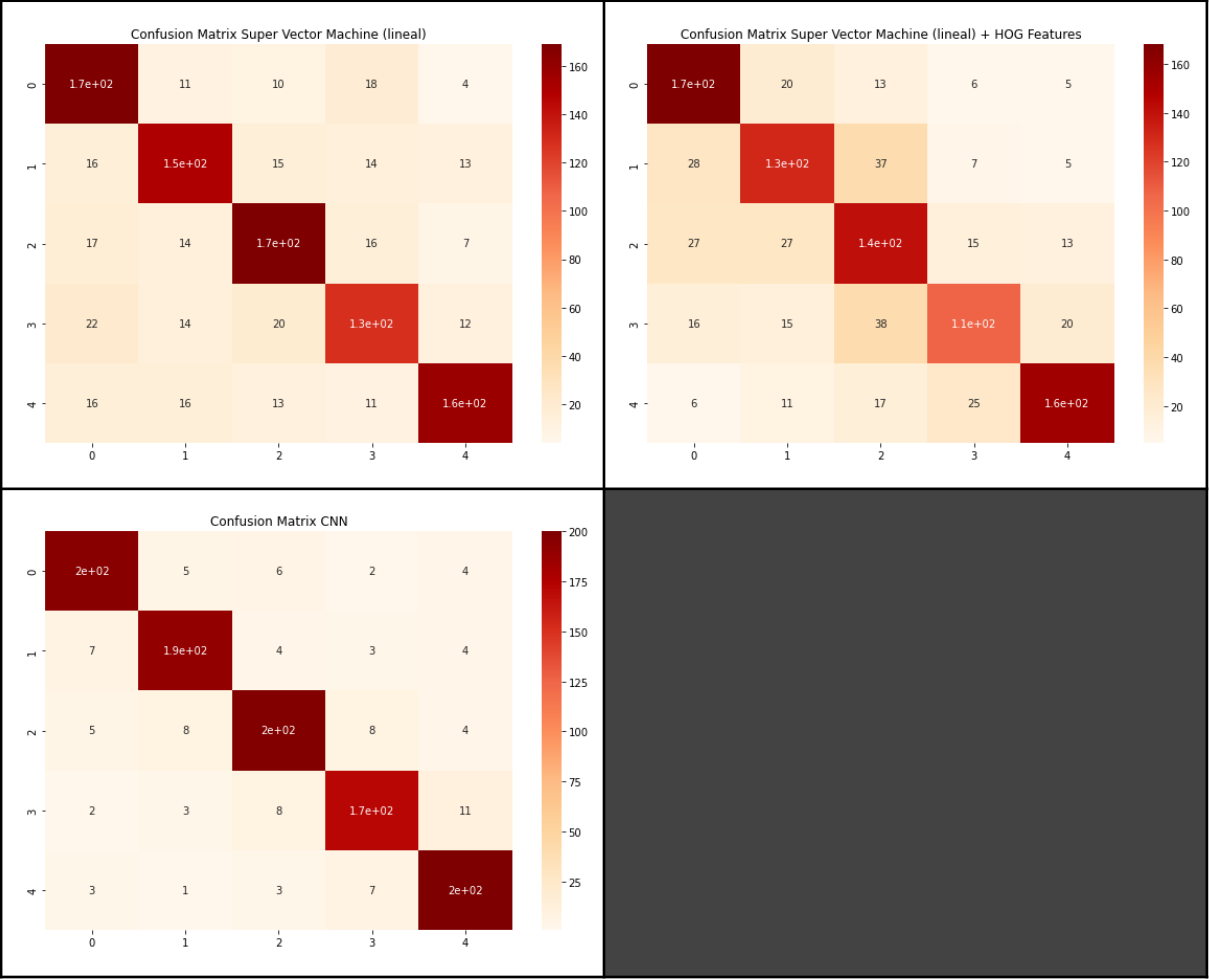 Confusion Matrix Super Vector Machine (lineal)
0 1.7e+02 11 10 18 4
1 16 1.5e+02 15 14 13
2 17 14 1.7e+02 16 7
3 22 14 20 1.3e+02 12
4 16 16 13 11 1.6e+02
0 1 2 3 4
160
140
120
100
80
60
40
20
Confusion Matrix Super Vector Machine (lineal) + HOG Features
0 1.7e+02 20 13 6 5
1 28 1.3e+02 37 7 5
2 27 27 1.4e+02 15 13
3 16 15 38 1.1e+02 20
4 6 11 17 25 1.6e+02
0 1 2 3 4
160
140
120
100
80
60
40
20
Confusion Matrix CNN
0 2e+02 5 6 2 4
1 7 1.9e+02 4 3 4
2 5 8 2e+02 8 4
3 2 3 8 1.7e+02 11
4 3 1 3 7 2e+02
0 1 2 3 4
200
175
150
125
100
75
50
25